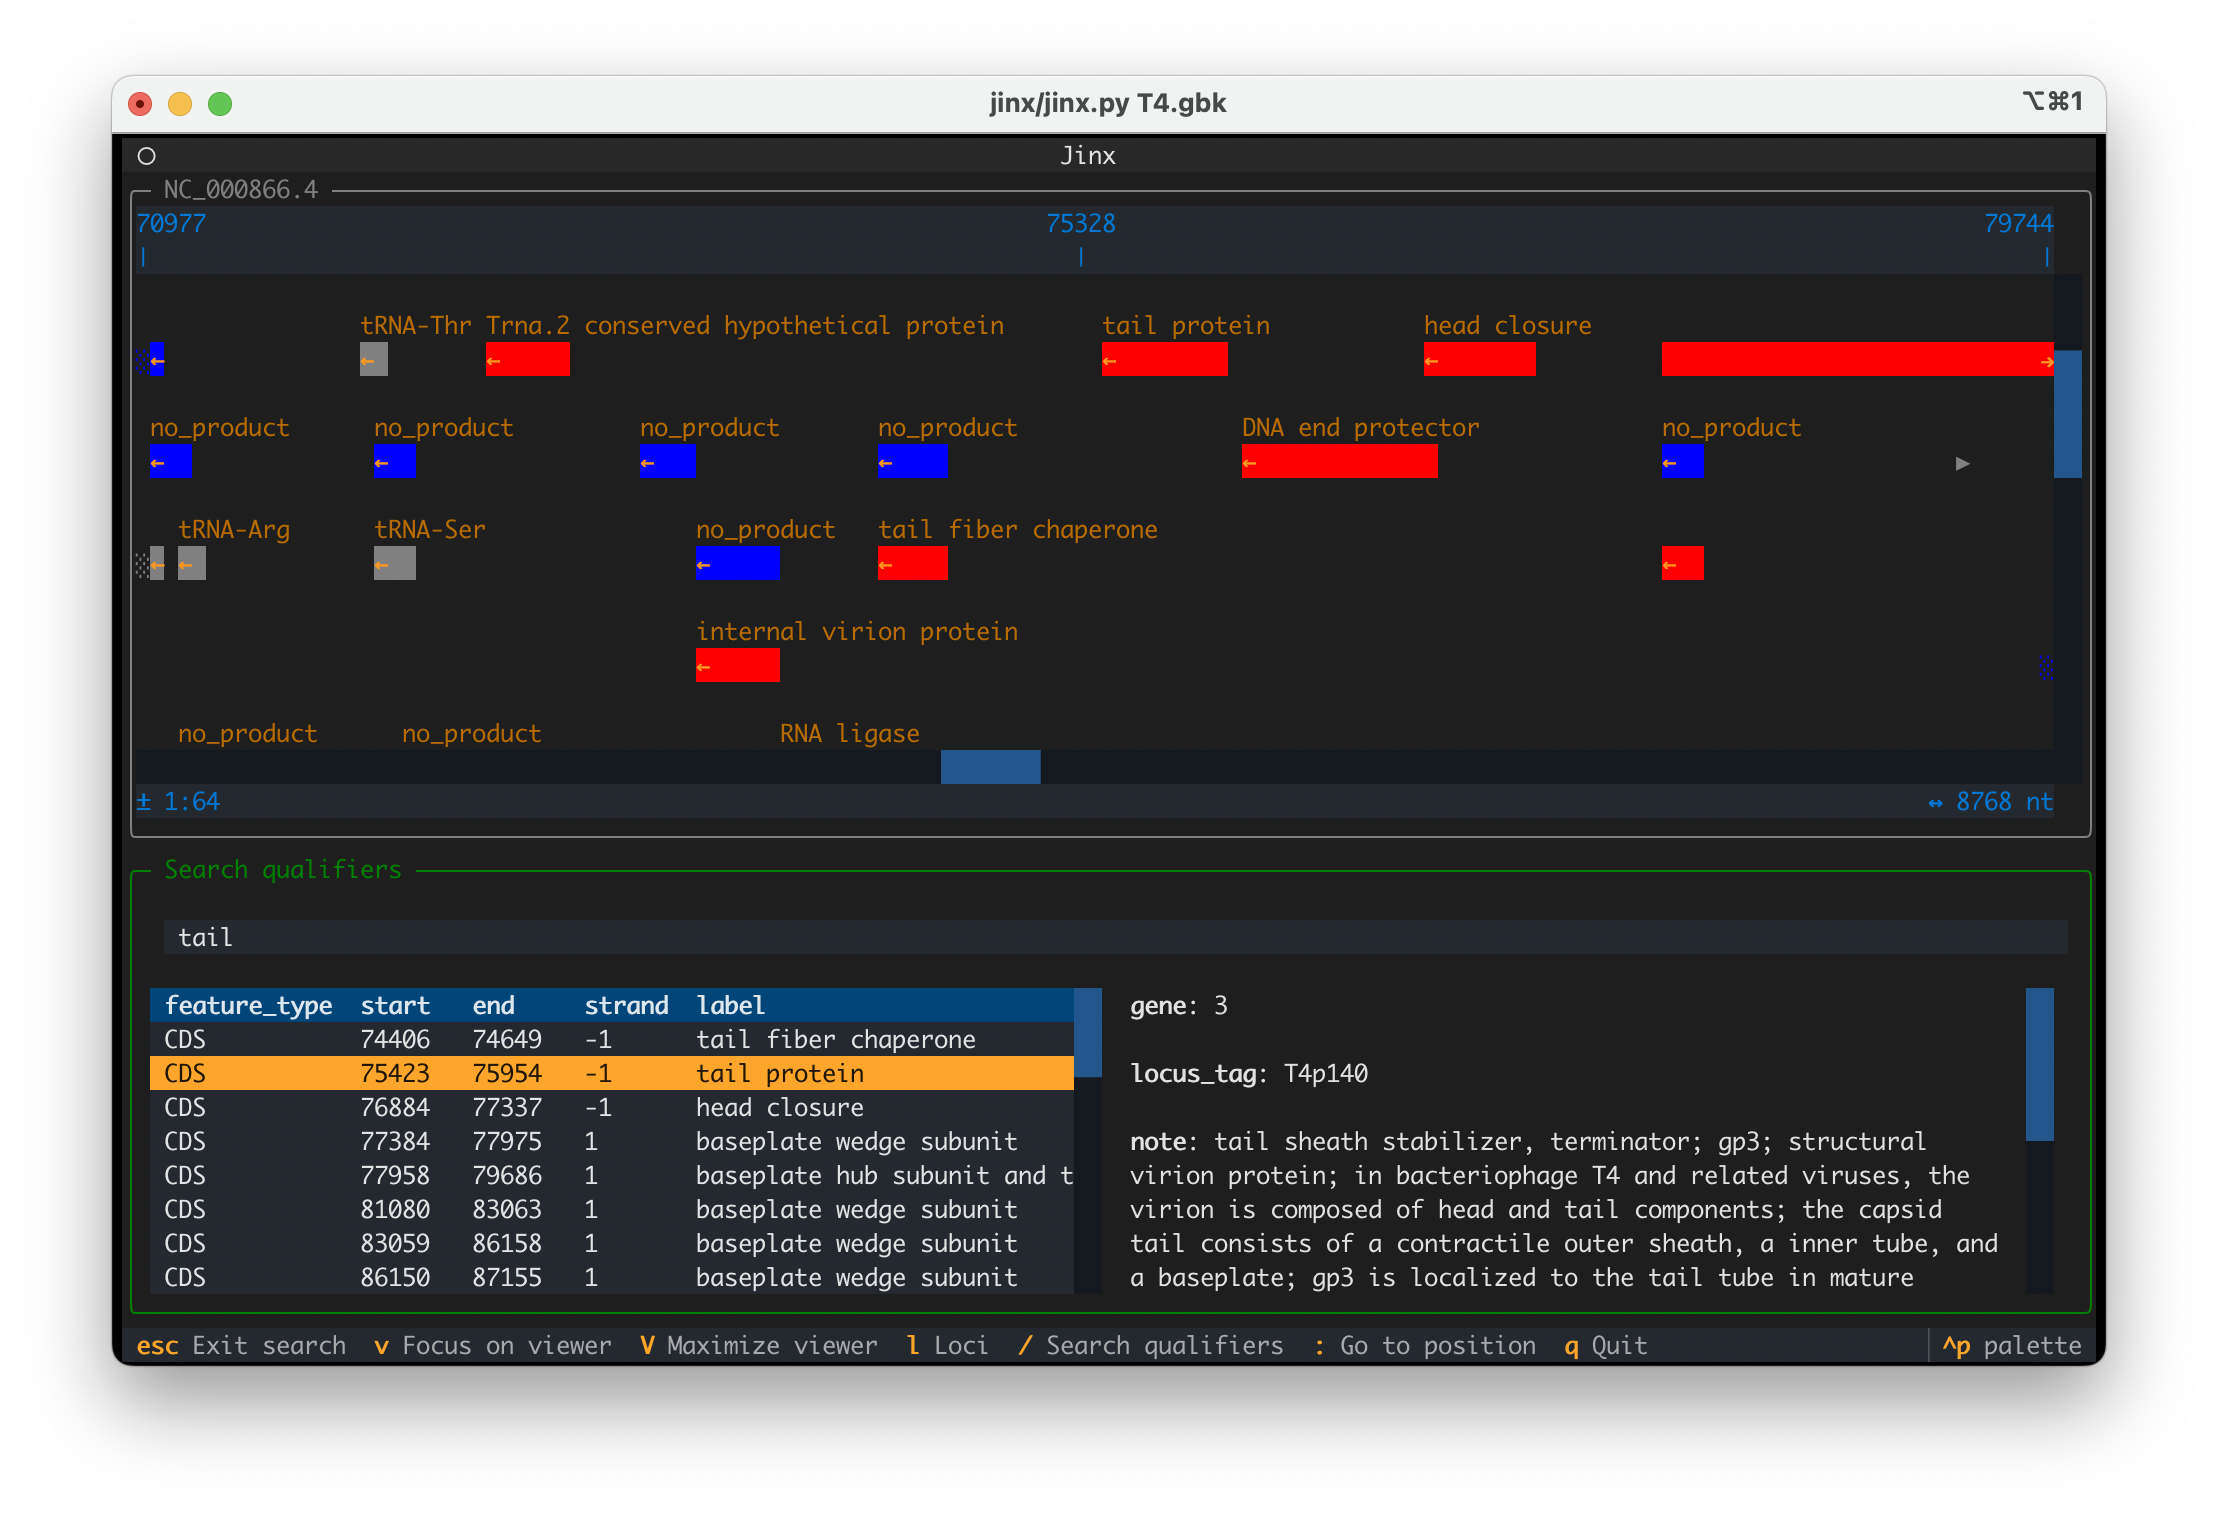 jinx/jinx.py T4.gbk ⌥⌘1
Jinx
NC_000866.4
70977 75328 79744
tRNA-Thr Trna.2 conserved hypothetical protein tail protein head closure
no_product no_product no_product no_product DNA end protector no_product
tRNA-Arg tRNA-Ser no_product tail fiber chaperone
internal virion protein
no_product no_product RNA ligase
± 1:64 ↔ 8768 nt
Search qualifiers
tail
feature_type start end strand label
CDS 74406 74649 -1 tail fiber chaperone
CDS 75423 75954 -1 tail protein
CDS 76884 77337 -1 head closure
CDS 77384 77975 1 baseplate wedge subunit
CDS 77958 79686 1 baseplate hub subunit and t
CDS 81080 83063 1 baseplate wedge subunit
CDS 83059 86158 1 baseplate wedge subunit
CDS 86150 87155 1 baseplate wedge subunit
gene: 3
locus_tag: T4p140
note: tail sheath stabilizer, terminator; gp3; structural
virion protein; in bacteriophage T4 and related viruses, the
virion is composed of head and tail components; the capsid
tail consists of a contractile outer sheath, a inner tube, and
a baseplate; gp3 is localized to the tail tube in mature
esc Exit search v Focus on viewer V Maximize viewer l Loci / Search qualifiers : Go to position q Quit ^p palette